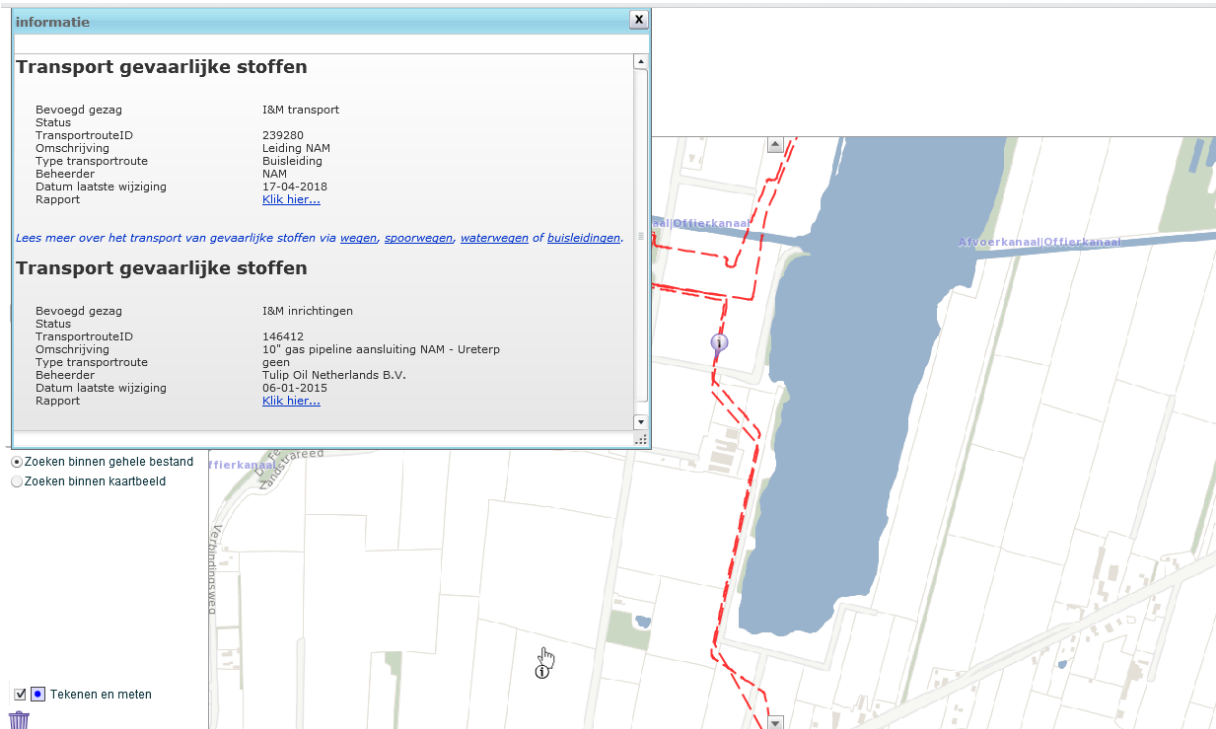 informatie
X
Transport gevaarlijke stoffen
Bevoegd gezag I&M transport
Status
TransportrouteID 239280
Omschrijving Leiding NAM
Type transportroute Buisleiding
Beheerder NAM
Datum laatste wijziging 17-04-2018
Rapport Klik hier...
Lees meer over het transport van gevaarlijke stoffen via wegen, spoorwegen, waterwegen of buisleidingen.
Transport gevaarlijke stoffen
Bevoegd gezag I&M inrichtingen
Status
TransportrouteID 146412
Omschrijving 10" gas pipeline aansluiting NAM - Ureterp
Type transportroute geen
Beheerder Tulip Oil Netherlands B.V.
Datum laatste wijziging 06-01-2015
Rapport Klik hier...
aal|Offierkanaal
Afvoerkanaal|Offierkanaal
Zoeken binnen gehele bestand
Zoeken binnen kaartbeeld
ffierkanaal
Zandstrareed
Verbindingsweg
Tekenen en meten